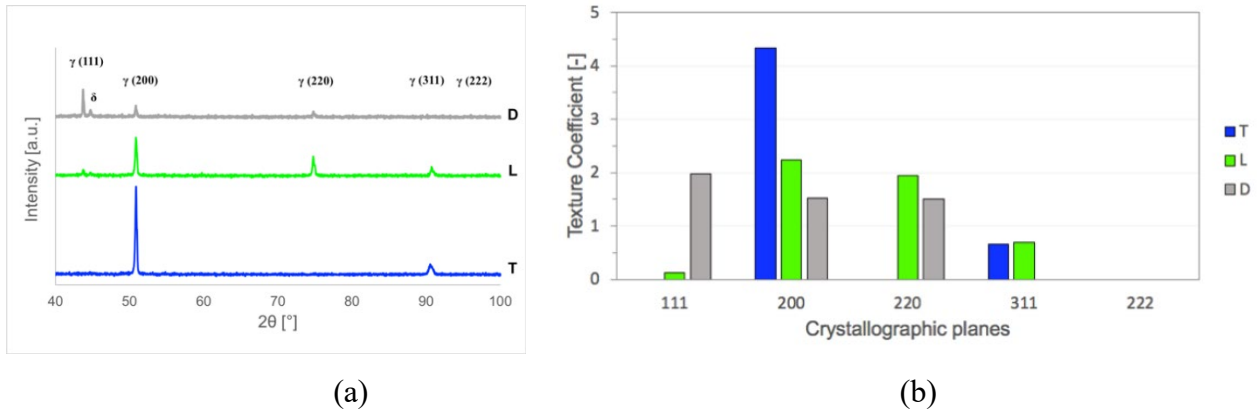 γ (111)
γ (200)
γ (220)
γ (311)
γ (222)
δ
D
L
T
Intensity [a.u.]
40 50 60 70 80 90 100
2θ [°]
(a)
5
4
3
2
1
0
Texture Coefficient [-]
111 200 220 311 222
Crystallographic planes
T
L
D
(b)